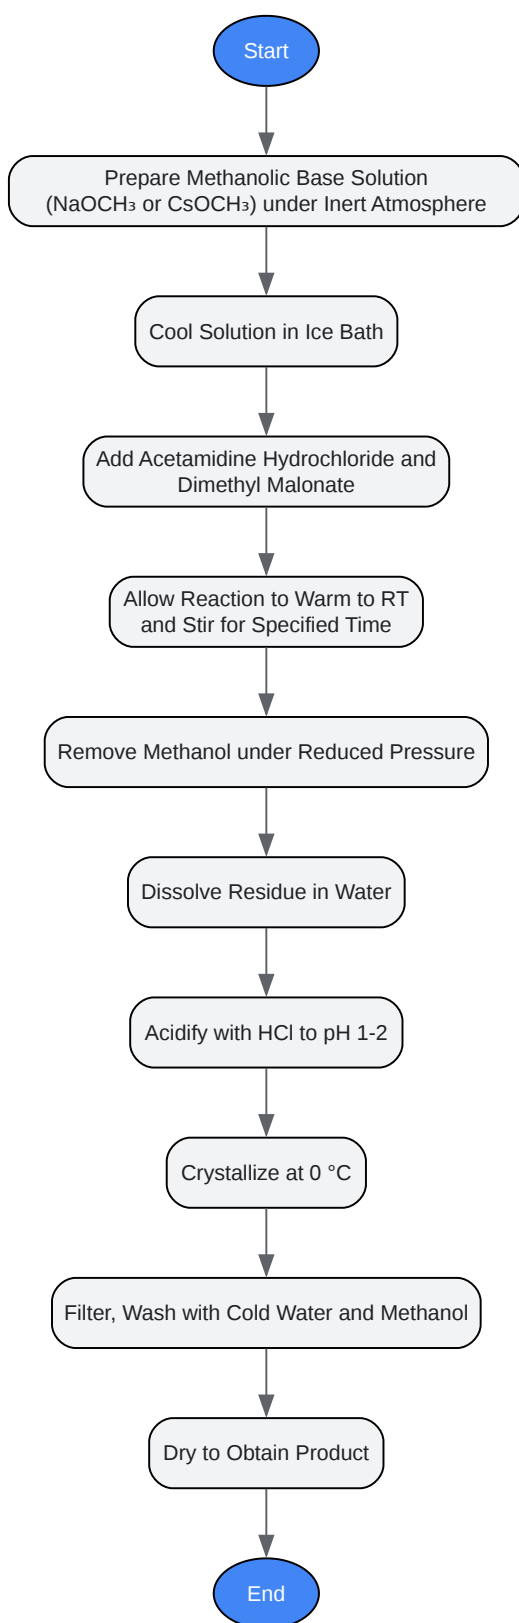 Start
Prepare Methanolic Base Solution
(NaOCH₃ or CsOCH₃) under Inert Atmosphere
Cool Solution in Ice Bath
Add Acetamidine Hydrochloride and
Dimethyl Malonate
Allow Reaction to Warm to RT
and Stir for Specified Time
Remove Methanol under Reduced Pressure
Dissolve Residue in Water
Acidify with HCl to pH 1-2
Crystallize at 0 °C
Filter, Wash with Cold Water and Methanol
Dry to Obtain Product
End